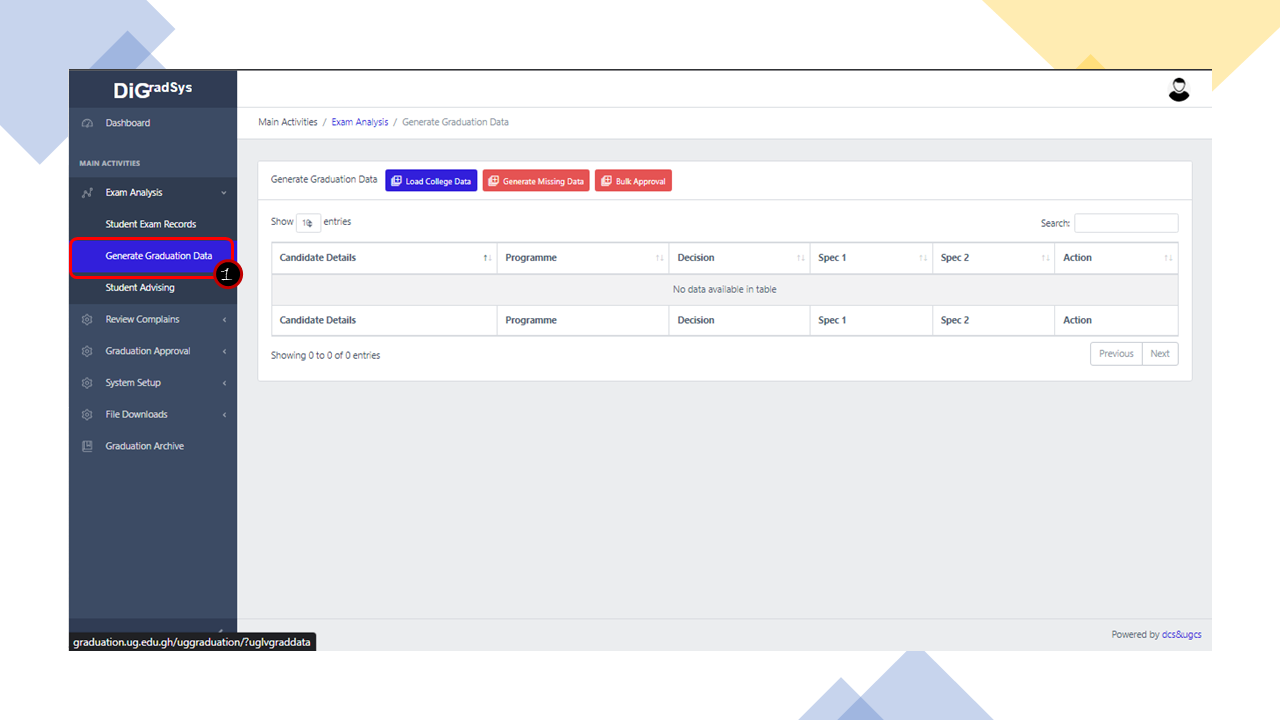 DiGradSys
Dashboard
MAIN ACTIVITIES
Exam Analysis
Student Exam Records
Generate Graduation Data
1
Student Advising
Review Complains
Graduation Approval
System Setup
File Downloads
Graduation Archive
graduation.ug.edu.gh/uggraduation/?uglvgraddata
Main Activities / Exam Analysis / Generate Graduation Data
Generate Graduation Data Load College Data Generate Missing Data Bulk Approval
Show 10 entries Search:
Candidate Details Programme Decision Spec 1 Spec 2 Action
No data available in table
Candidate Details Programme Decision Spec 1 Spec 2 Action
Showing 0 to 0 of 0 entries Previous Next
Powered by dcs&ugcs